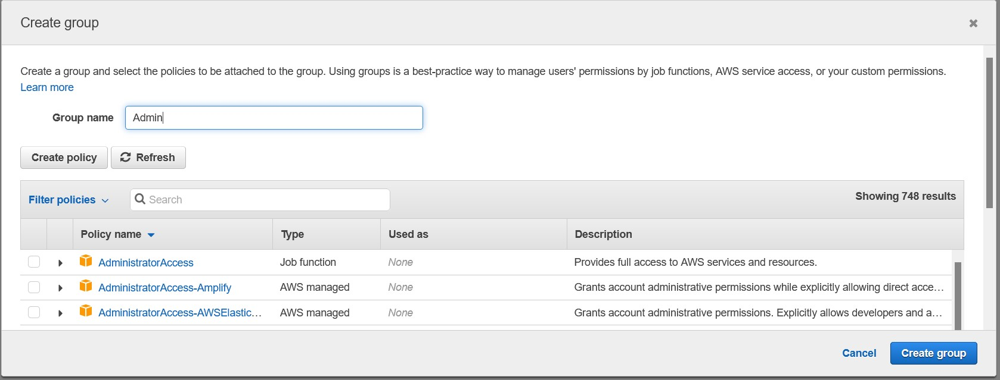 Create group
Create a group and select the policies to be attached to the group. Using groups is a best-practice way to manage users' permissions by job functions, AWS service access, or your custom permissions.
Learn more
Group name Admin
Create policy Refresh
Filter policies Search Showing 748 results
Policy name Type Used as Description
AdministratorAccess Job function None Provides full access to AWS services and resources.
AdministratorAccess-Amplify AWS managed None Grants account administrative permissions while explicitly allowing direct acce…
AdministratorAccess-AWSElastic… AWS managed None Grants account administrative permissions. Explicitly allows developers and a…
Cancel Create group